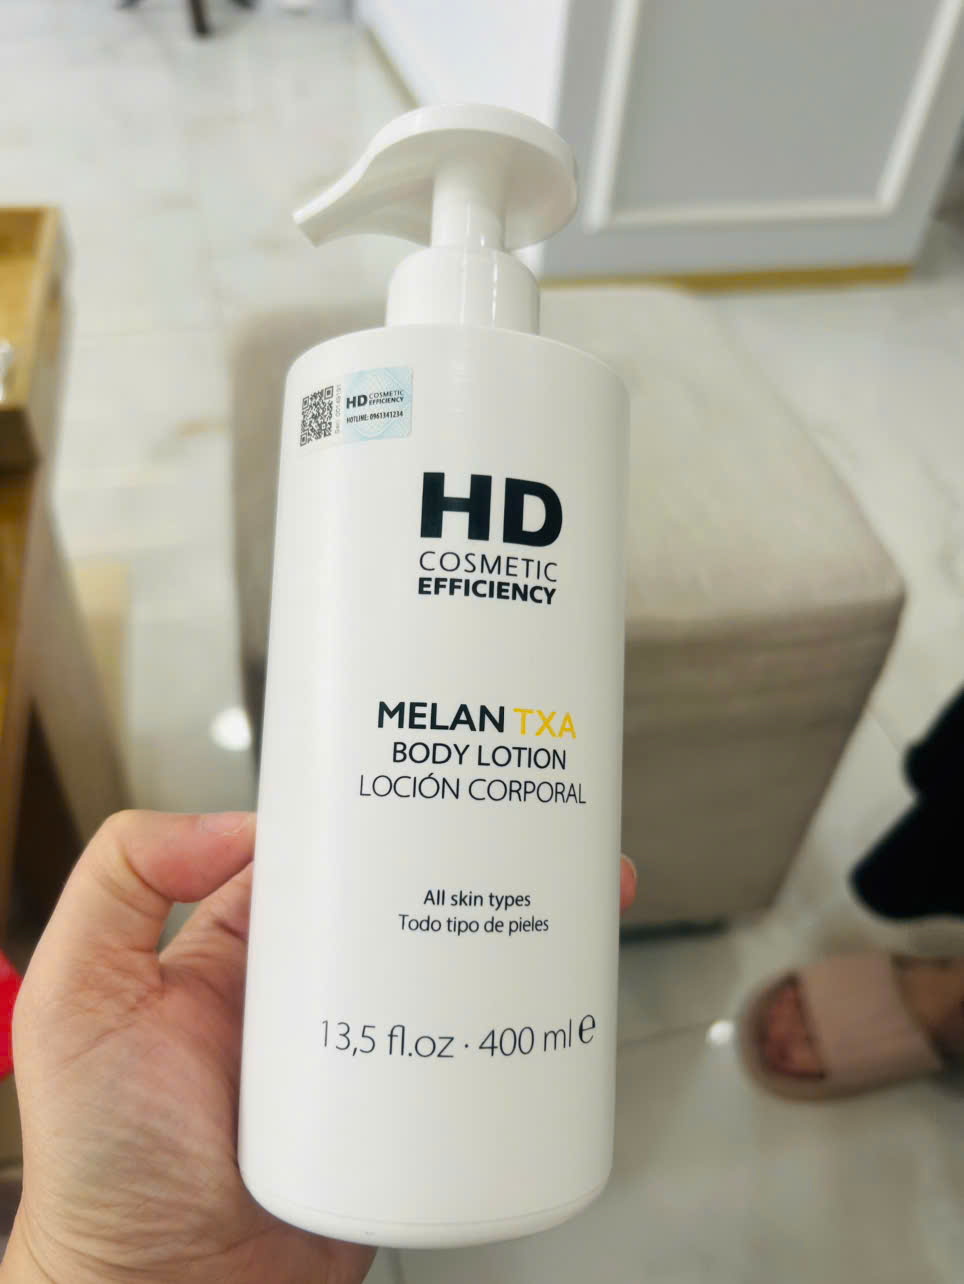 HD COSMETIC
EFFICIENCY
HOTLINE: 0961341234
HD
COSMETIC
EFFICIENCY
MELAN TXA
BODY LOTION
LOCIÓN CORPORAL
All skin types
Todo tipo de pieles
13,5 fl.oz · 400 ml ℮